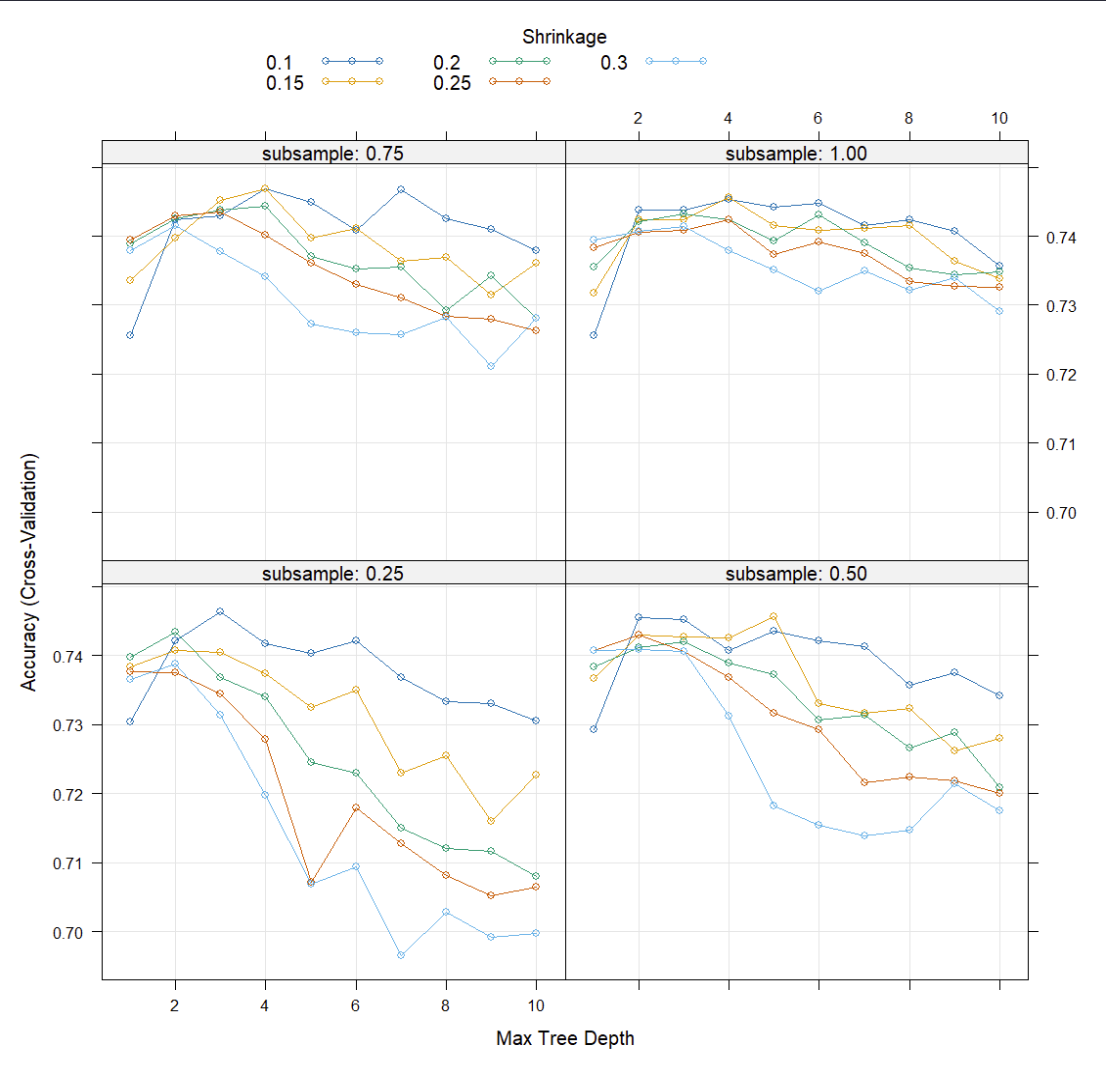 Shrinkage
0.1 0.2 0.3
0.15 0.25
2 4 6 8 10
subsample: 0.75 subsample: 1.00
0.74
0.73
0.72
0.71
0.70
subsample: 0.25 subsample: 0.50
Accuracy (Cross-Validation)
0.74
0.73
0.72
0.71
0.70
2 4 6 8 10
Max Tree Depth